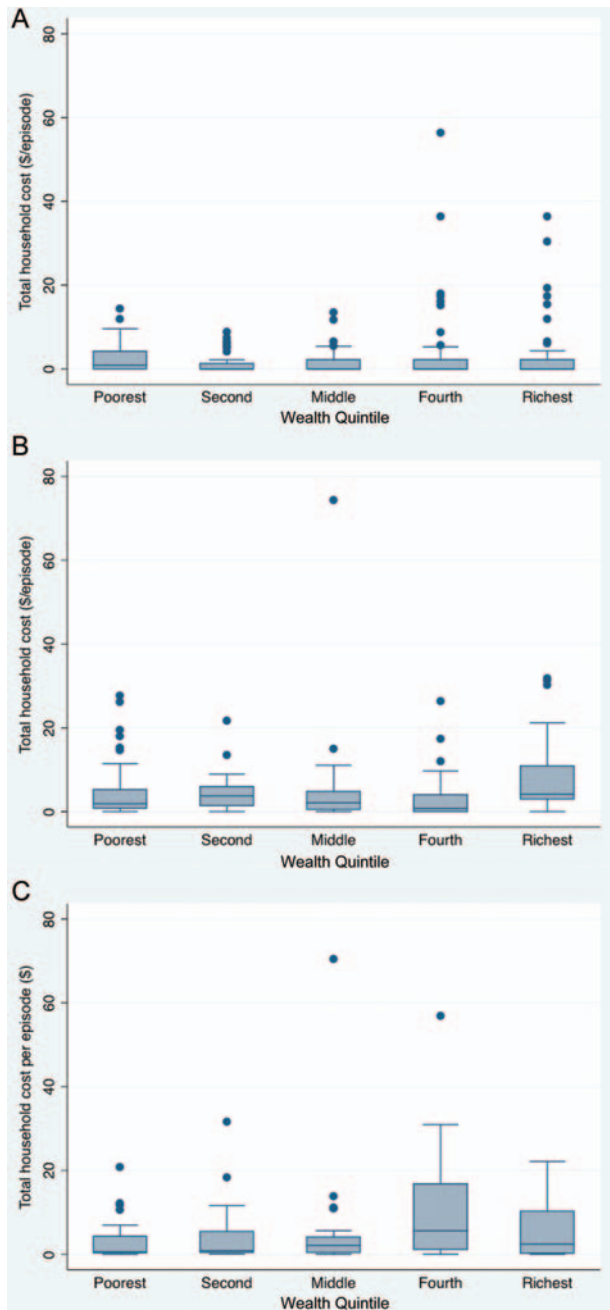 A
Total household cost ($/episode)
80
60
40
20
0
Poorest Second Middle Fourth Richest
Wealth Quintile
B
Total household cost ($/episode)
80
60
40
20
0
Poorest Second Middle Fourth Richest
Wealth Quintile
C
Total household cost per episode ($)
80
60
40
20
0
Poorest Second Middle Fourth Richest
Wealth Quintile